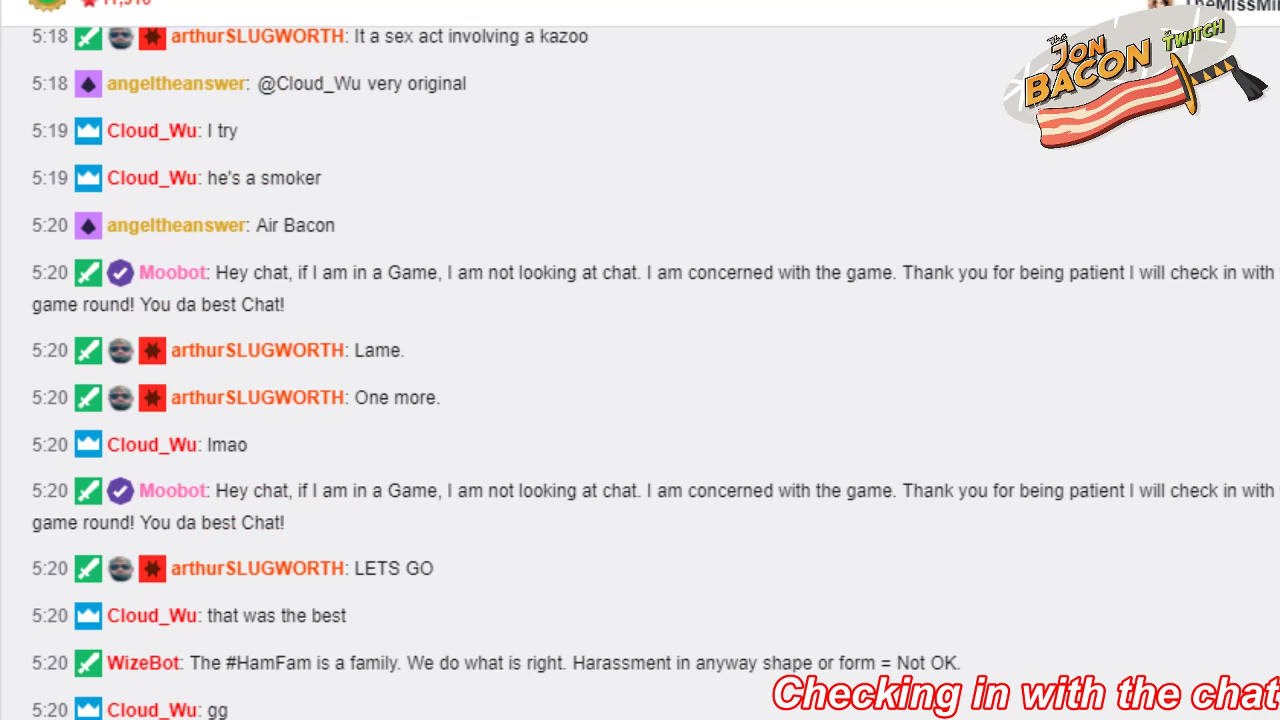 5:18 arthurSLUGWORTH: It a sex act involving a kazoo
The JON BACON on TWITCH
5:18 angeltheanswer: @Cloud_Wu very original
5:19 Cloud_Wu: I try
5:19 Cloud_Wu: he's a smoker
5:20 angeltheanswer: Air Bacon
5:20 Moobot: Hey chat, if I am in a Game, I am not looking at chat. I am concerned with the game. Thank you for being patient I will check in with
game round! You da best Chat!
5:20 arthurSLUGWORTH: Lame.
5:20 arthurSLUGWORTH: One more.
5:20 Cloud_Wu: lmao
5:20 Moobot: Hey chat, if I am in a Game, I am not looking at chat. I am concerned with the game. Thank you for being patient I will check in with
game round! You da best Chat!
5:20 arthurSLUGWORTH: LETS GO
5:20 Cloud_Wu: that was the best
5:20 WizeBot: The #HamFam is a family. We do what is right. Harassment in anyway shape or form = Not OK.
Checking in with the chat
5:20 Cloud_Wu: gg